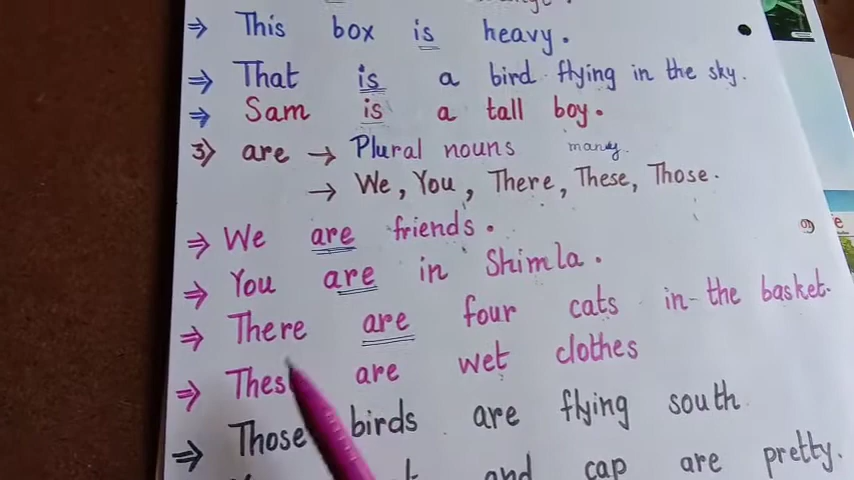 ⇒ This box is heavy.
⇒ That is a bird flying in the sky.
⇒ Sam is a tall boy.
3) are → Plural nouns many
→ We, You, There, These, Those.
⇒ We are friends.
⇒ You are in Shimla.
⇒ There are four cats in the basket.
⇒ Thes are wet clothes
⇒ Those birds are flying south
and cap are pretty.